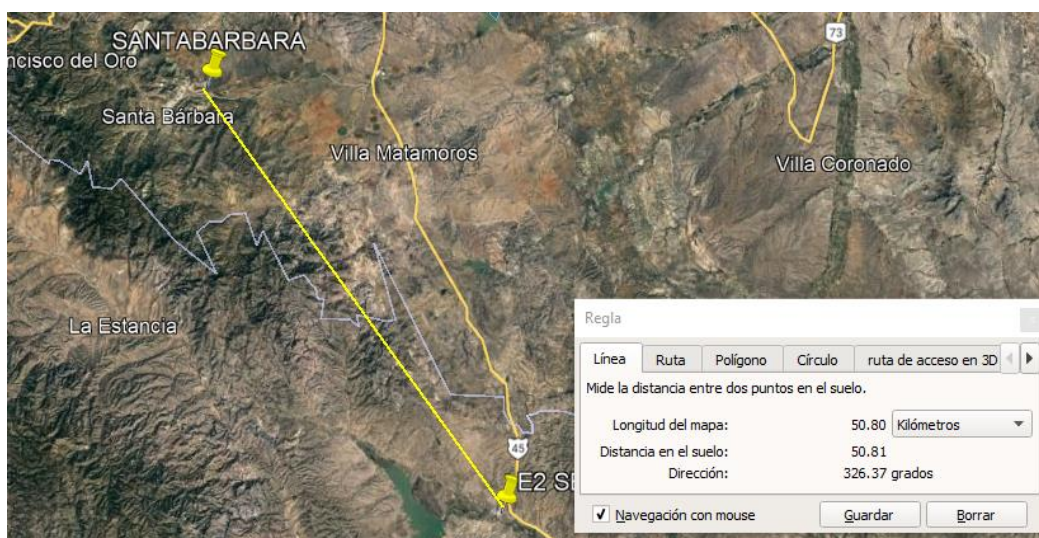 SANTABARBARA
ncisco del Oro
73
Santa Bárbara
Villa Matamoros
Villa Coronado
La Estancia
45
E2 SE
Regla
Línea Ruta Polígono Círculo ruta de acceso en 3D
Mide la distancia entre dos puntos en el suelo.
Longitud del mapa: 50.80 Kilómetros
Distancia en el suelo: 50.81
Dirección: 326.37 grados
Navegación con mouse Guardar Borrar